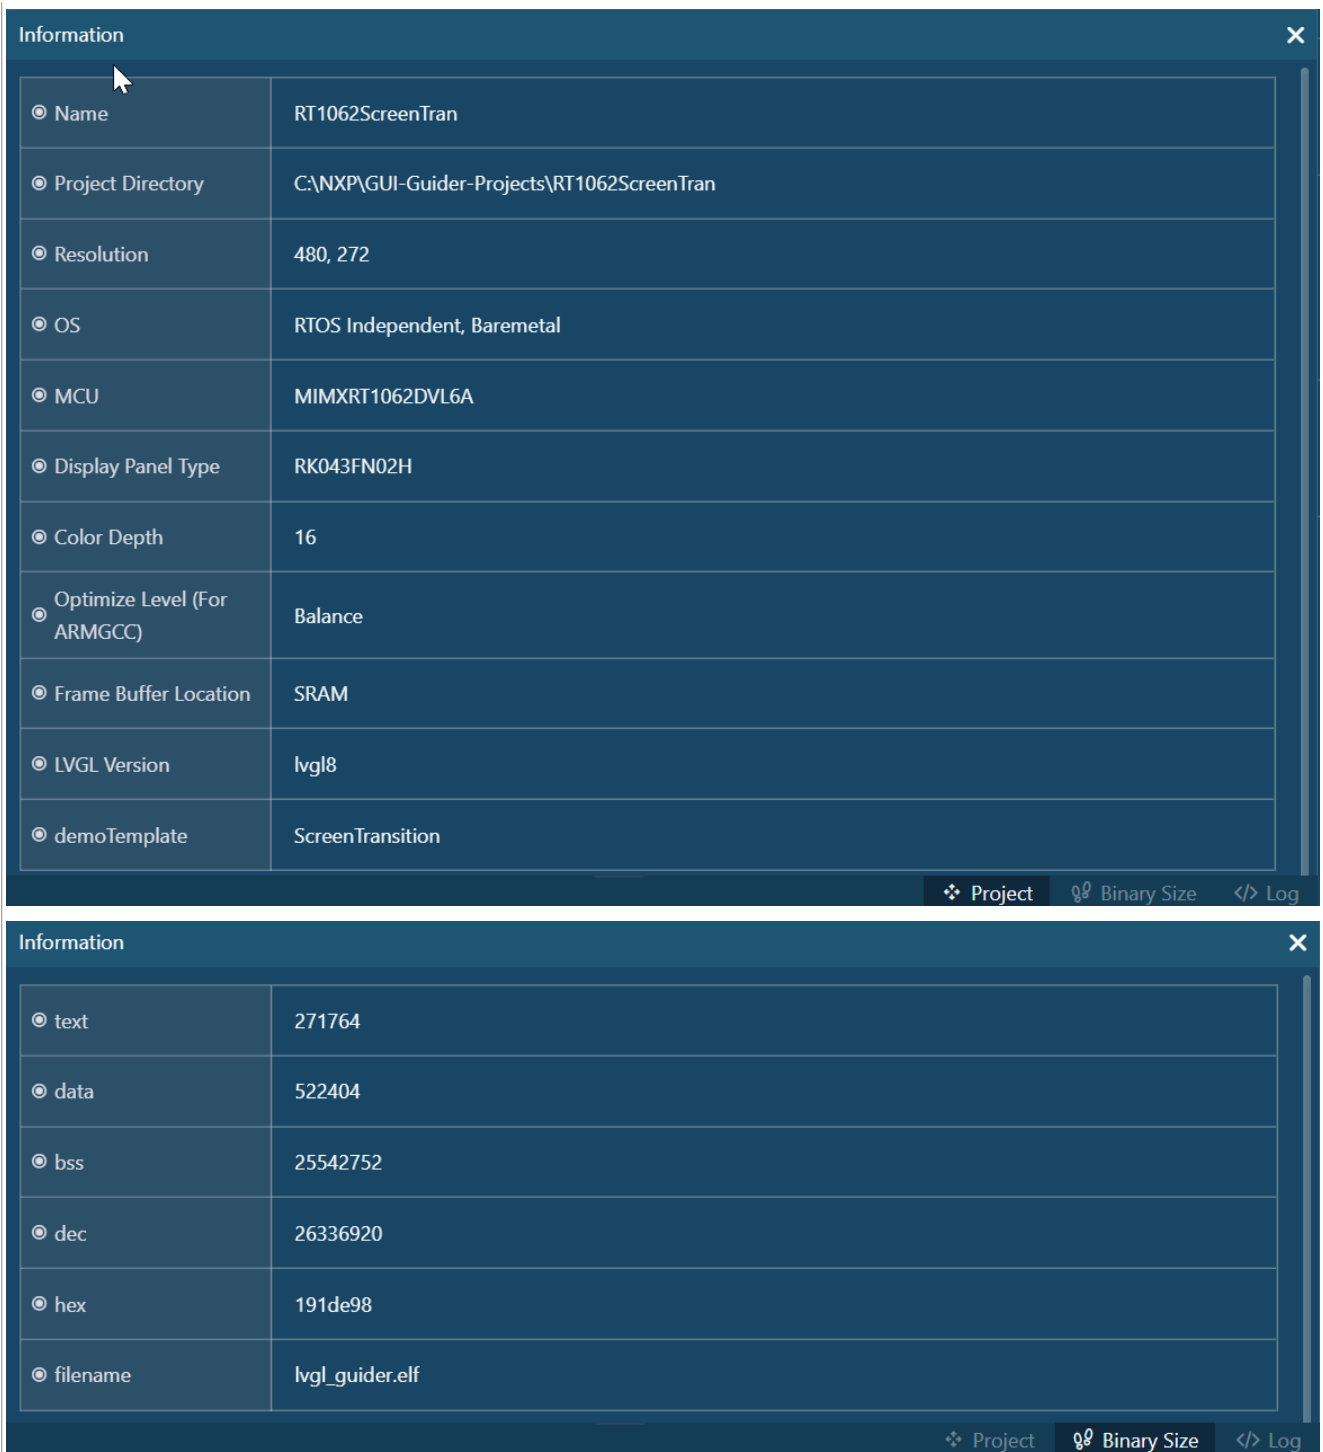 Information
Name RT1062ScreenTran
Project Directory C:\NXP\GUI-Guider-Projects\RT1062ScreenTran
Resolution 480, 272
OS RTOS Independent, Baremetal
MCU MIMXRT1062DVL6A
Display Panel Type RK043FN02H
Color Depth 16
Optimize Level (For
ARMGCC) Balance
Frame Buffer Location SRAM
LVGL Version lvgl8
demoTemplate ScreenTransition
Project Binary Size </> Log
Information
text 271764
data 522404
bss 25542752
dec 26336920
hex 191de98
filename lvgl_guider.elf
Project Binary Size </> Log